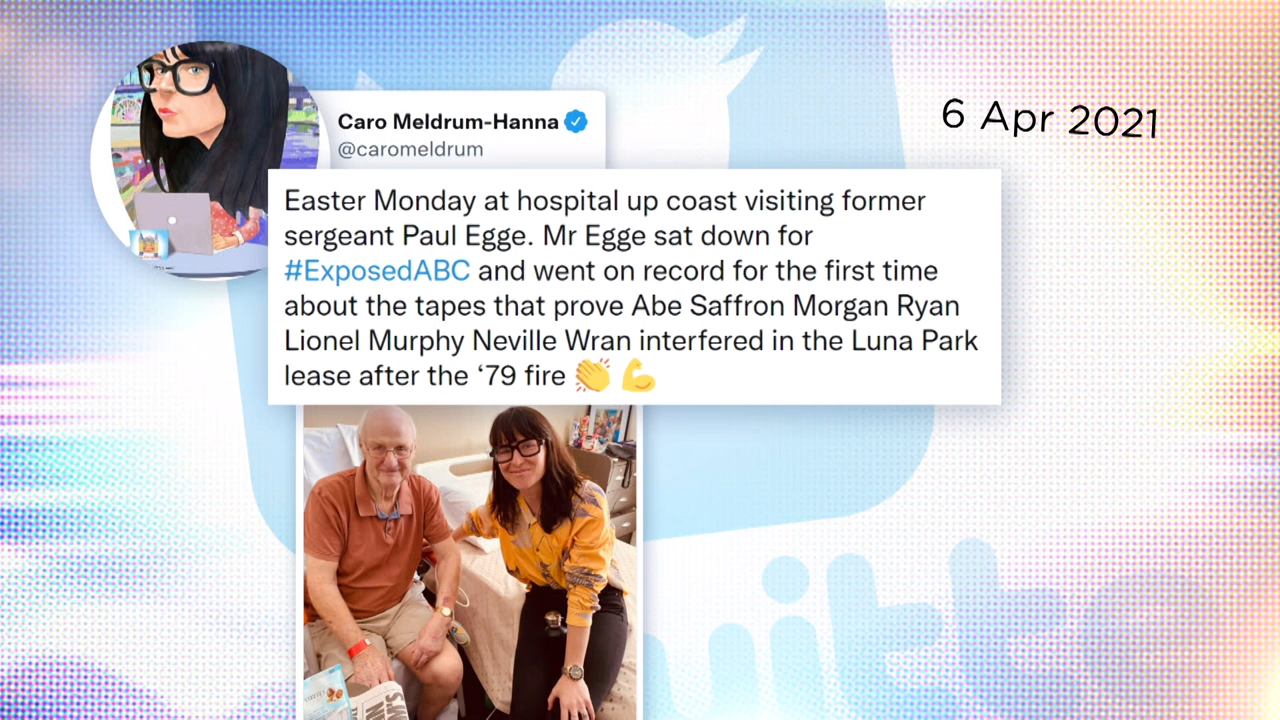 6 Apr 2021
Caro Meldrum-Hanna
@caromeldrum
Easter Monday at hospital up coast visiting former
sergeant Paul Egge. Mr Egge sat down for
#ExposedABC and went on record for the first time
about the tapes that prove Abe Saffron Morgan Ryan
Lionel Murphy Neville Wran interfered in the Luna Park
lease after the ‘79 fire 👏 💪